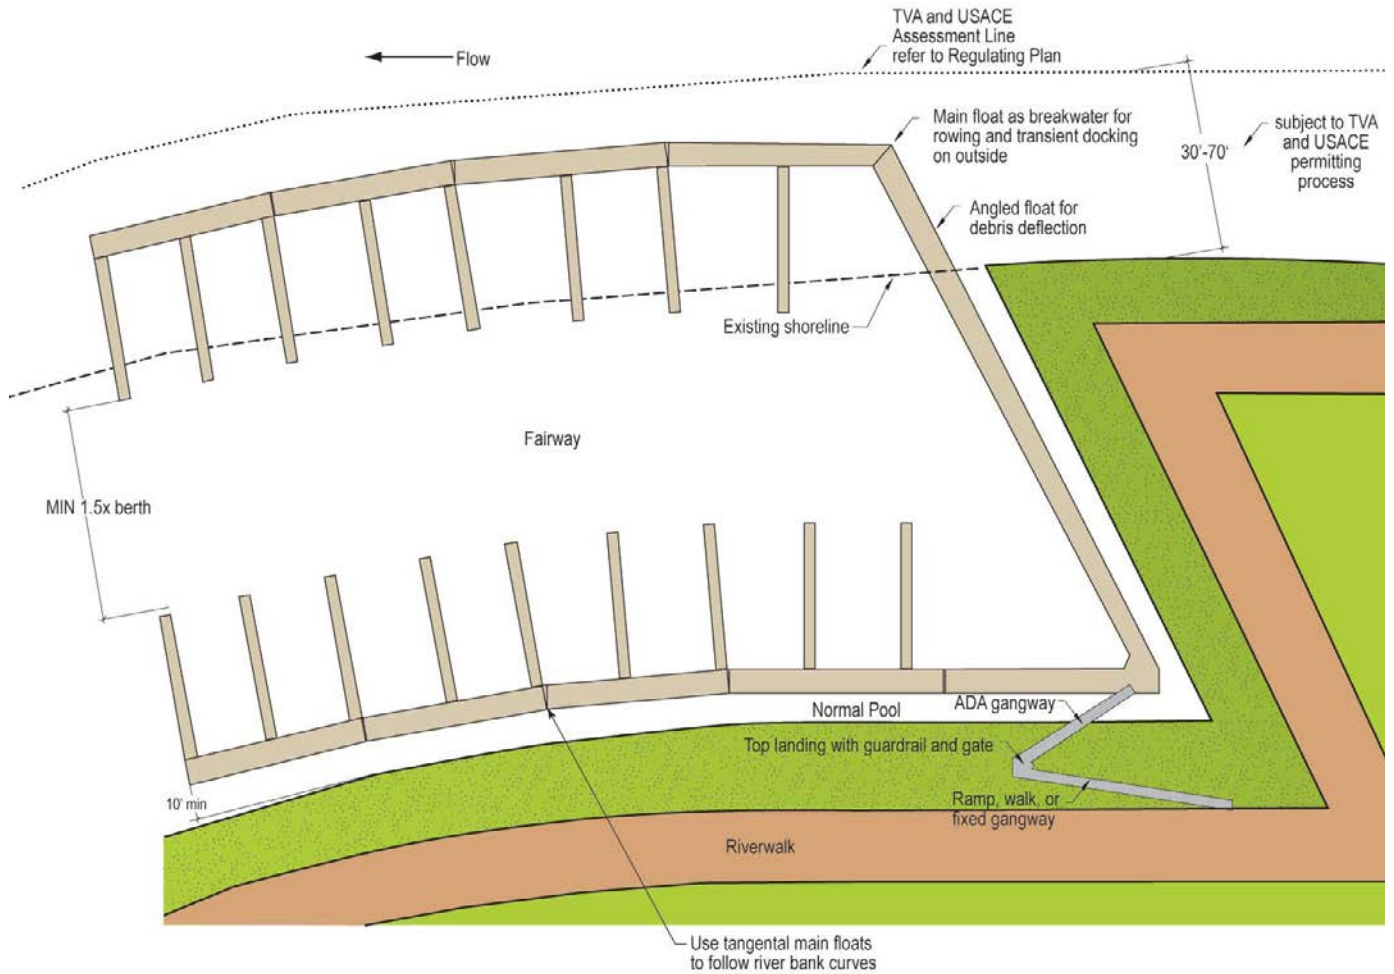 TVA and USACE
Assessment Line
refer to Regulating Plan
Flow
Main float as breakwater for
rowing and transient docking
on outside
30'-70'
subject to TVA
and USACE
permitting
process
Angled float for
debris deflection
Existing shoreline
Fairway
MIN 1.5x berth
Normal Pool
ADA gangway
Top landing with guardrail and gate
10' min
Ramp, walk, or
fixed gangway
Riverwalk
Use tangental main floats
to follow river bank curves